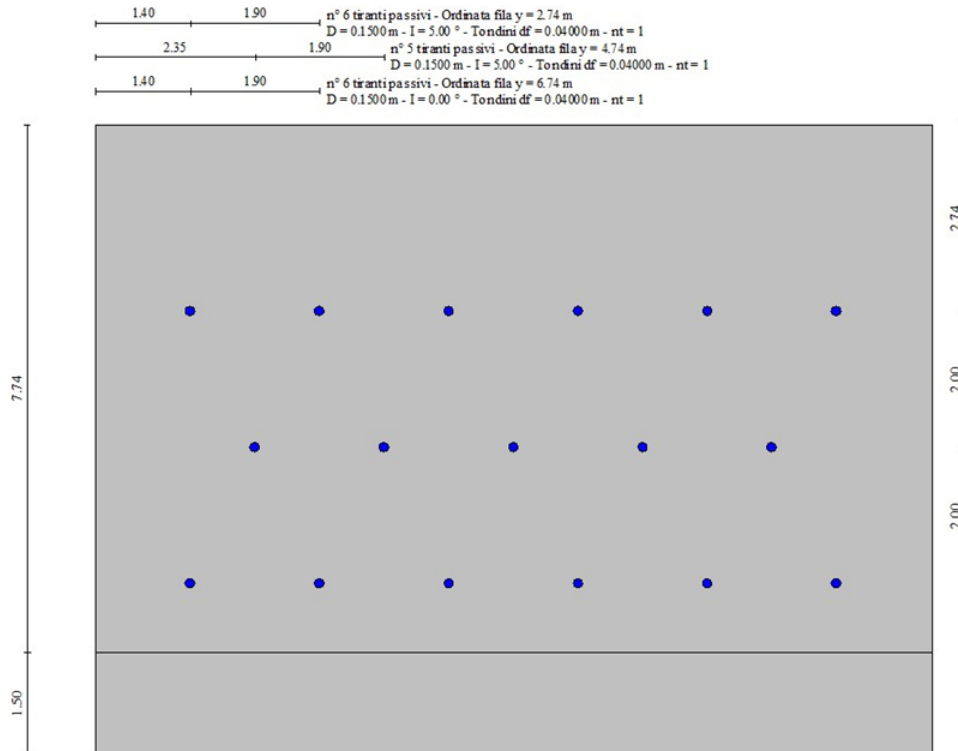 1.40 1.90 n° 6 tiranti passivi - Ordinata fila y = 2.74 m
D = 0.1500 m - I = 5.00 ° - Tondini df = 0.04000 m - nt = 1
2.35 1.90 n° 5 tiranti passivi - Ordinata fila y = 4.74 m
D = 0.1500 m - I = 5.00 ° - Tondini df = 0.04000 m - nt = 1
1.40 1.90 n° 6 tiranti passivi - Ordinata fila y = 6.74 m
D = 0.1500 m - I = 0.00 ° - Tondini df = 0.04000 m - nt = 1
2.74
7.74
2.00
2.00
1.50